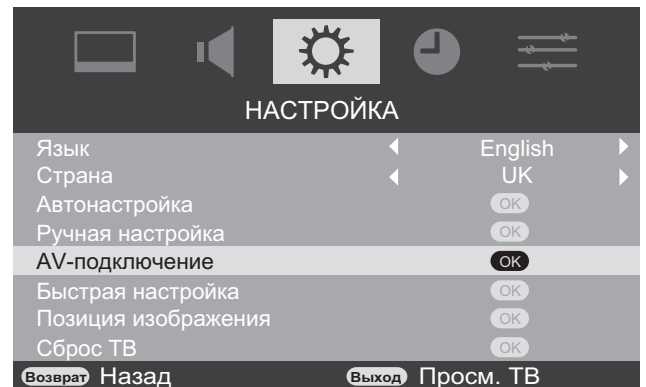 НАСТРОЙКА
Язык English
Страна UK
Автонастройка OK
Ручная настройка OK
AV-подключение OK
Быстрая настройка OK
Позиция изображения OK
Сброс ТВ OK
Возврат Назад Выход Просм. ТВ